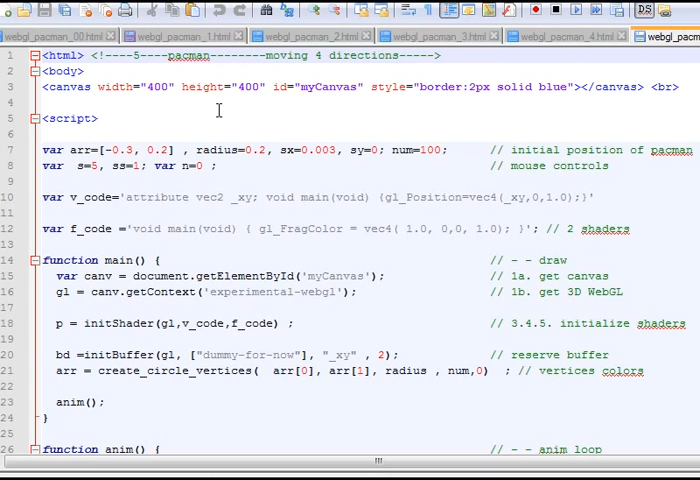 webgl_pacman_00.html webgl_pacman_1.html webgl_pacman_2.html webgl_pacman_3.html webgl_pacman_4.html webgl_pacm
1 <html> <!----5----pacman--------moving 4 directions----->
2 <body>
3 <canvas width="400" height="400" id="myCanvas" style="border:2px solid blue"></canvas> <br>
4
5 <script>
6
7 var arr=[-0.3, 0.2] , radius=0.2, sx=0.003, sy=0; num=100; // initial position of pacman
8 var s=5, ss=1; var n=0 ; // mouse controls
9
10 var v_code='attribute vec2 _xy; void main(void) {gl_Position=vec4(_xy,0,1.0);}'
11
12 var f_code ='void main(void) { gl_FragColor = vec4( 1.0, 0,0, 1.0); }'; // 2 shaders
13
14 function main() { // - - draw
15 var canv = document.getElementById('myCanvas'); // 1a. get canvas
16 gl = canv.getContext('experimental-webgl'); // 1b. get 3D WebGL
17
18 p = initShader(gl,v_code,f_code) ; // 3.4.5. initialize shaders
19
20 bd =initBuffer(gl, ["dummy-for-now"], "_xy" , 2); // reserve buffer
21 arr = create_circle_vertices( arr[0], arr[1], radius , num,0) ; // vertices colors
22
23 anim();
24 }
25
26 function anim() { // - - anim loop